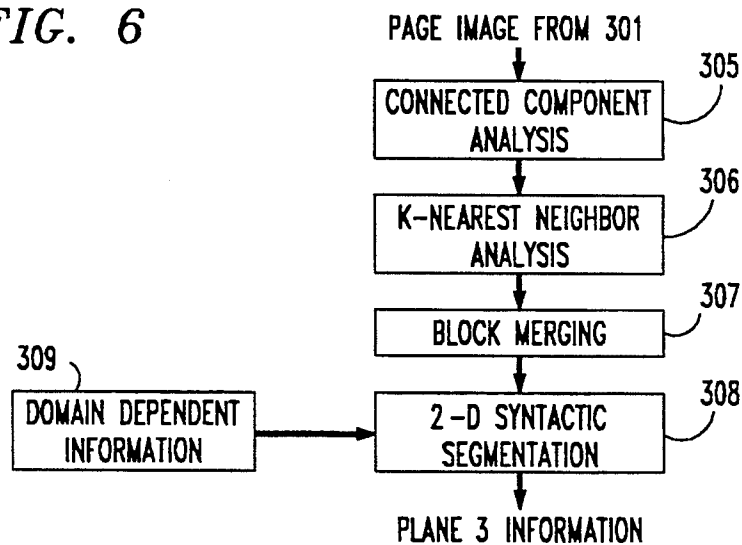 FIG. 6
PAGE IMAGE FROM 301
305
CONNECTED COMPONENT
ANALYSIS
306
K-NEAREST NEIGHBOR
ANALYSIS
307
BLOCK MERGING
309
308
DOMAIN DEPENDENT
INFORMATION
2-D SYNTACTIC
SEGMENTATION
PLANE 3 INFORMATION